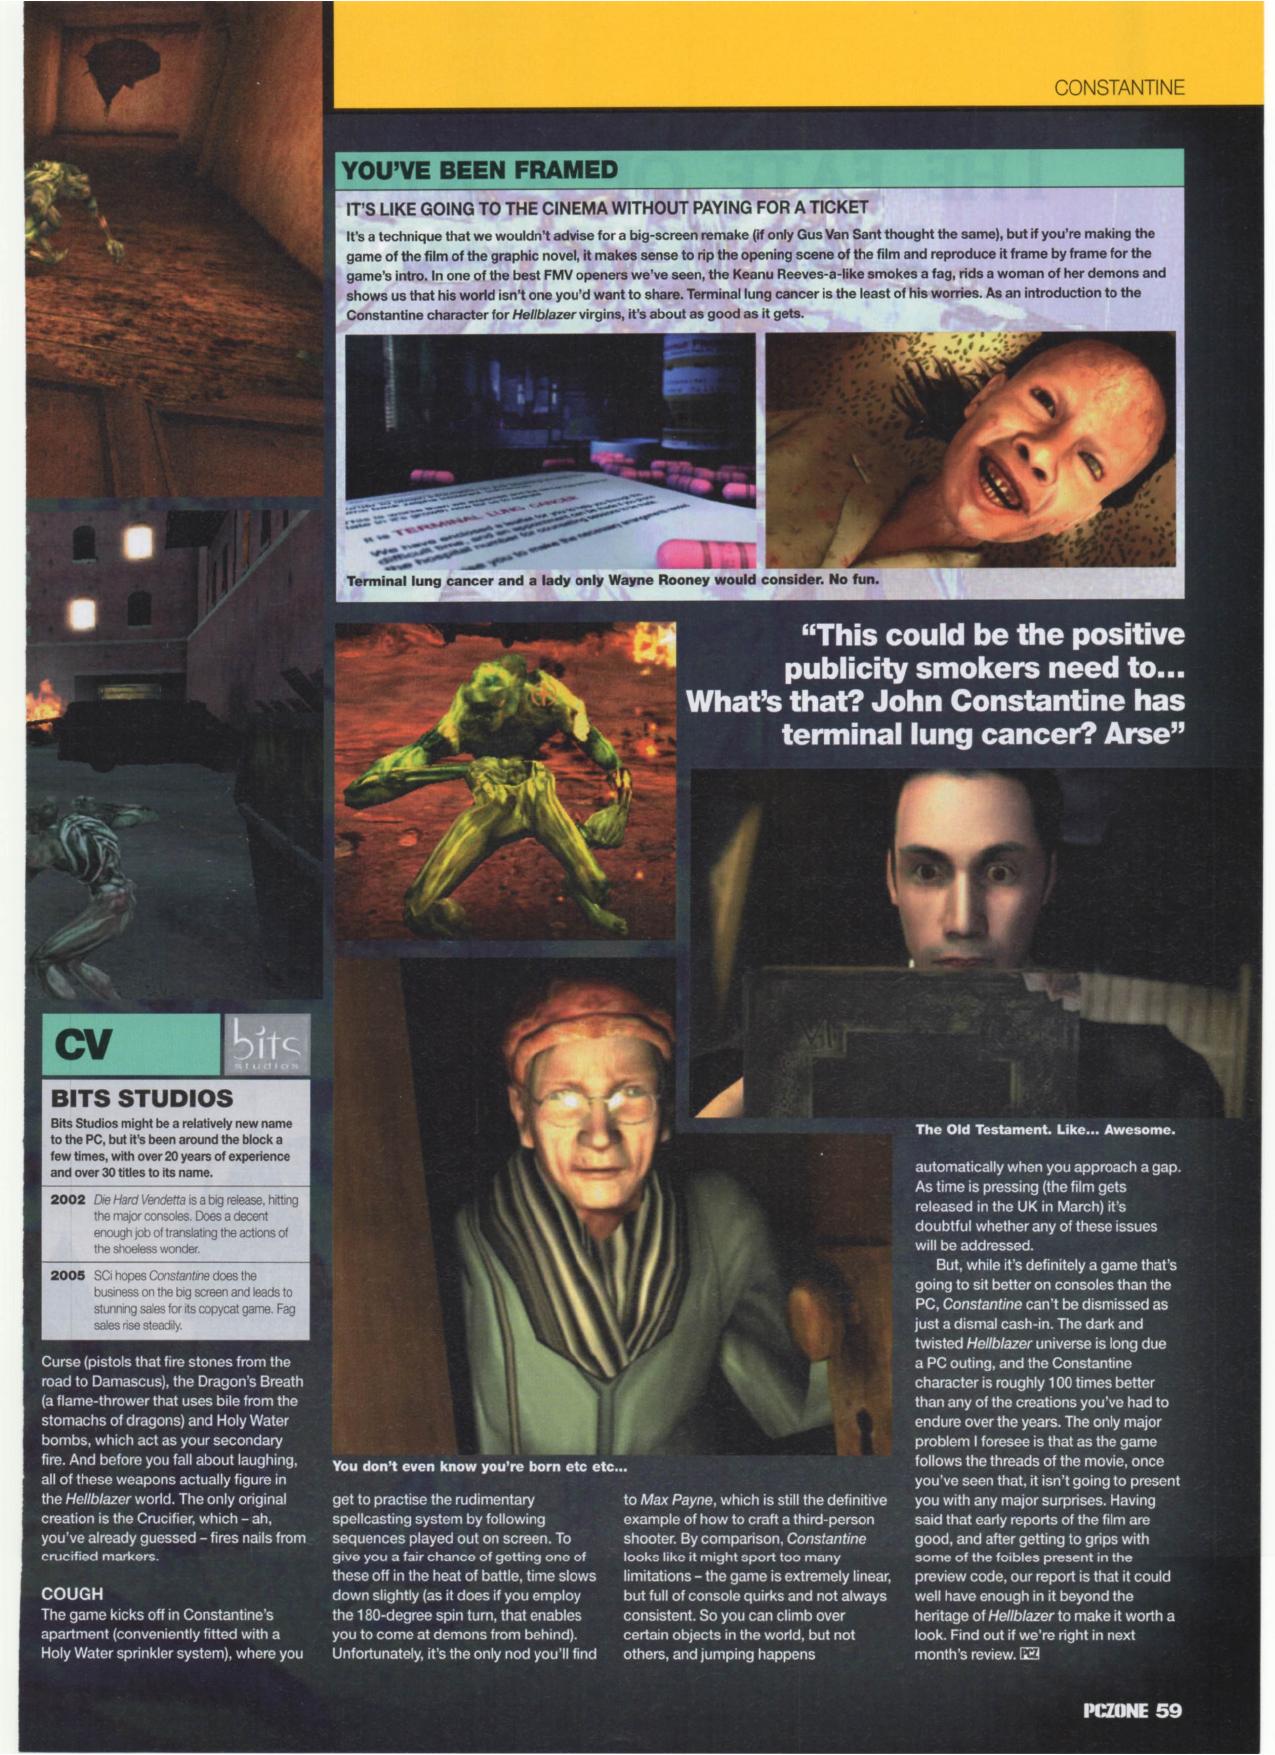 CONSTANTINE
YOU'VE BEEN FRAMED
IT'S LIKE GOING TO THE CINEMA WITHOUT PAYING FOR A TICKET
It's a technique that we wouldn't advise for a big-screen remake (if only Gus Van Sant thought the same), but if you're making the
game of the film of the graphic novel, it makes sense to rip the opening scene of the film and reproduce it frame by frame for the
game's intro. In one of the best FMV openers we've seen, the Keanu Reeves-a-like smokes a fag, rids a woman of her demons and
shows us that his world isn't one you'd want to share. Terminal lung cancer is the least of his worries. As an introduction to the
Constantine character for Hellblazer virgins, it's about as good as it gets.
It is TERMINAL LUNG CANCER
We have enclosed a
difficult time, and an
the hospital number for
you to make the necessary
Terminal lung cancer and a lady only Wayne Rooney would consider. No fun.
“This could be the positive
publicity smokers need to...
What's that? John Constantine has
terminal lung cancer? Arse”
The Old Testament. Like... Awesome.
You don't even know you're born etc etc...
CV
bits
studios
BITS STUDIOS
Bits Studios might be a relatively new name
to the PC, but it's been around the block a
few times, with over 20 years of experience
and over 30 titles to its name.
2002 Die Hard Vendetta is a big release, hitting
the major consoles. Does a decent
enough job of translating the actions of
the shoeless wonder.
2005 SCi hopes Constantine does the
business on the big screen and leads to
stunning sales for its copycat game. Fag
sales rise steadily.
Curse (pistols that fire stones from the
road to Damascus), the Dragon's Breath
(a flame-thrower that uses bile from the
stomachs of dragons) and Holy Water
bombs, which act as your secondary
fire. And before you fall about laughing,
all of these weapons actually figure in
the Hellblazer world. The only original
creation is the Crucifier, which – ah,
you've already guessed – fires nails from
crucified markers.
COUGH
The game kicks off in Constantine's
apartment (conveniently fitted with a
Holy Water sprinkler system), where you
get to practise the rudimentary
spellcasting system by following
sequences played out on screen. To
give you a fair chance of getting one of
these off in the heat of battle, time slows
down slightly (as it does if you employ
the 180-degree spin turn, that enables
you to come at demons from behind).
Unfortunately, it's the only nod you'll find
to Max Payne, which is still the definitive
example of how to craft a third-person
shooter. By comparison, Constantine
looks like it might sport too many
limitations – the game is extremely linear,
but full of console quirks and not always
consistent. So you can climb over
certain objects in the world, but not
others, and jumping happens
automatically when you approach a gap.
As time is pressing (the film gets
released in the UK in March) it's
doubtful whether any of these issues
will be addressed.
But, while it's definitely a game that's
going to sit better on consoles than the
PC, Constantine can't be dismissed as
just a dismal cash-in. The dark and
twisted Hellblazer universe is long due
a PC outing, and the Constantine
character is roughly 100 times better
than any of the creations you've had to
endure over the years. The only major
problem I foresee is that as the game
follows the threads of the movie, once
you've seen that, it isn't going to present
you with any major surprises. Having
said that early reports of the film are
good, and after getting to grips with
some of the foibles present in the
preview code, our report is that it could
well have enough in it beyond the
heritage of Hellblazer to make it worth a
look. Find out if we're right in next
month's review. PCZ
PCZONE 59